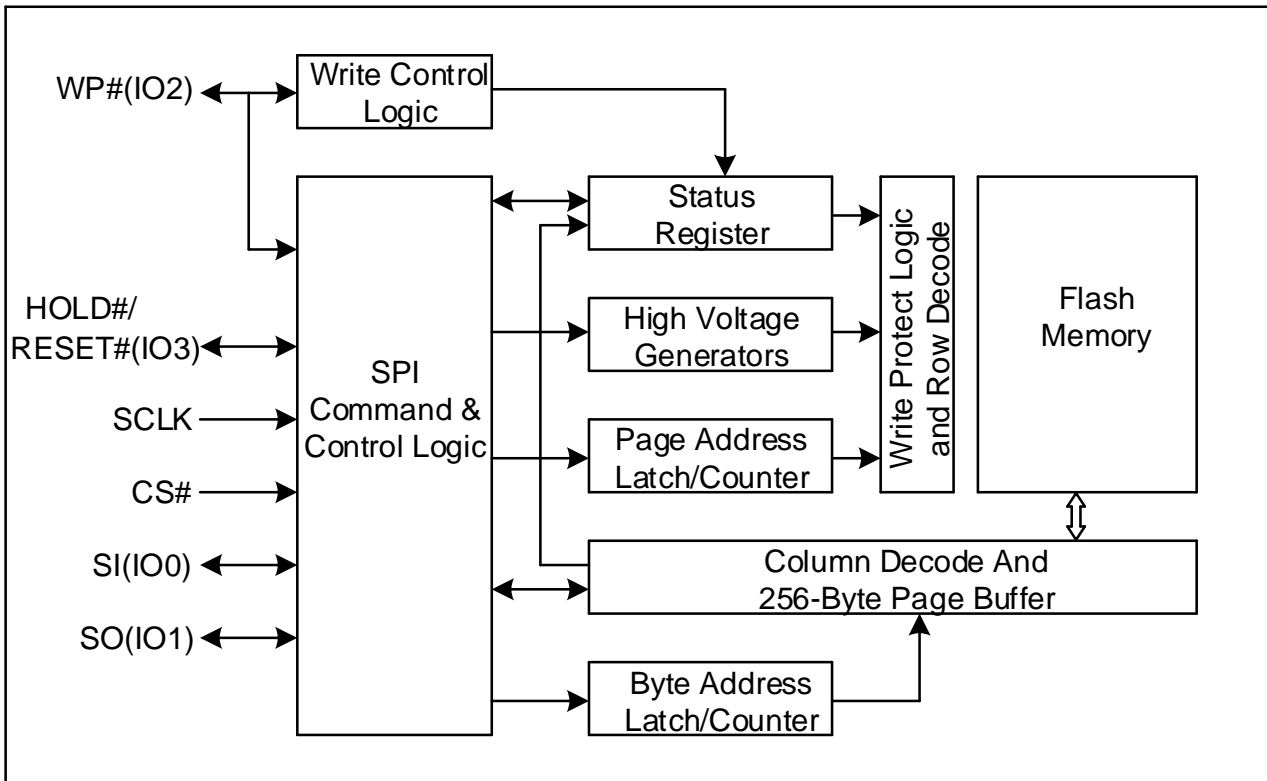 WP#(IO2)
Write Control
Logic
HOLD#/
RESET#(IO3)
SCLK
CS#
SI(IO0)
SO(IO1)
SPI
Command &
Control Logic
Status
Register
High Voltage
Generators
Page Address
Latch/Counter
Write Protect Logic
and Row Decode
Flash
Memory
Column Decode And
256-Byte Page Buffer
Byte Address
Latch/Counter